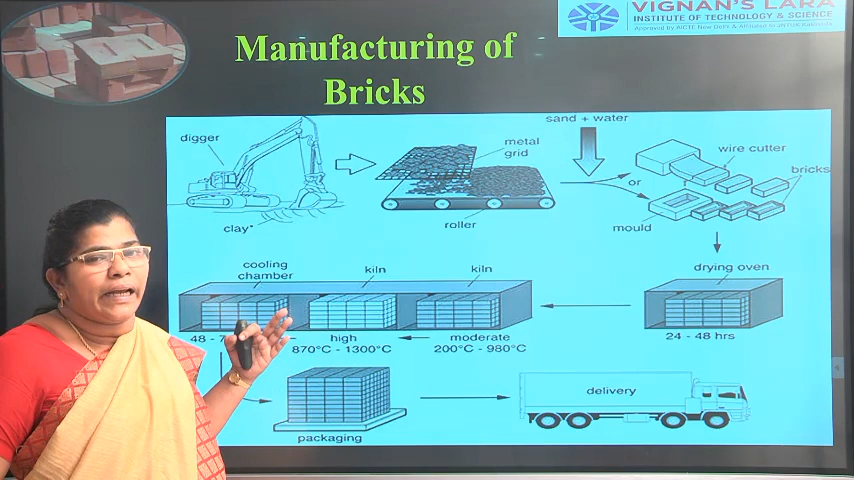 VIGNAN'S LARA
INSTITUTE OF TECHNOLOGY & SCIENCE
Manufacturing of
Bricks
sand + water
digger
metal
grid
wire cutter
or
bricks
clay
roller
mould
cooling
chamber
kiln
kiln
drying oven
48 - 7
high
870°C - 1300°C
moderate
200°C - 980°C
24 - 48 hrs
delivery
packaging